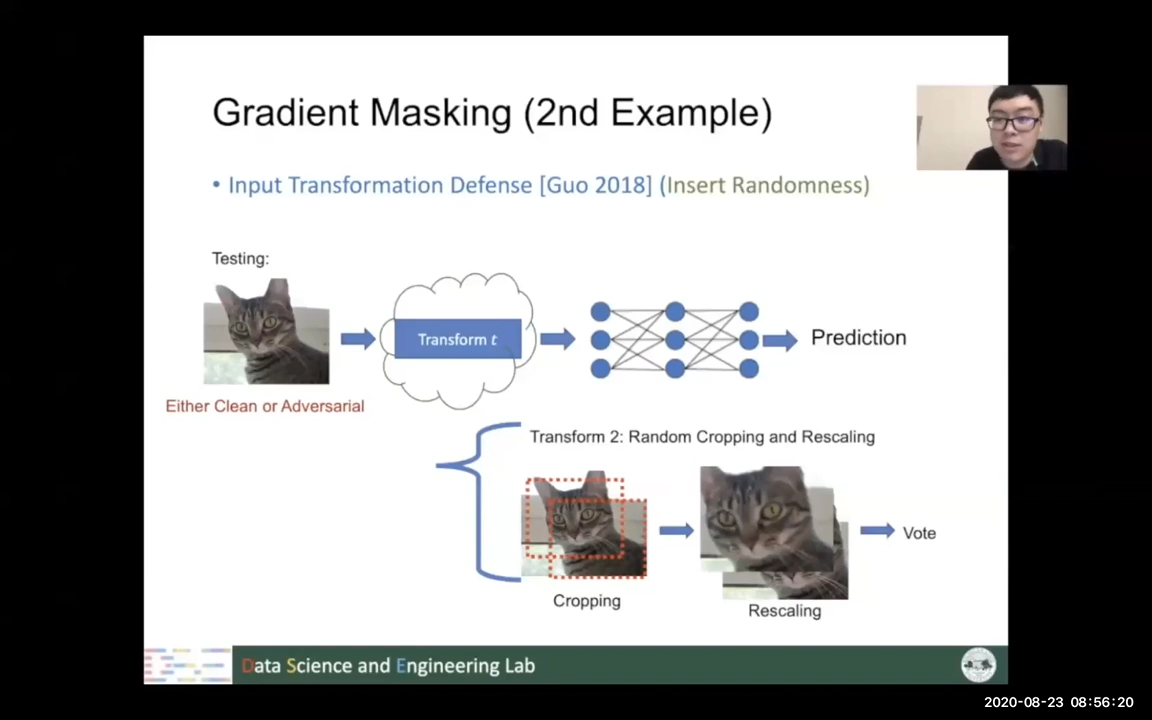 Gradient Masking (2nd Example)
• Input Transformation Defense [Guo 2018] (Insert Randomness)
Testing:
Transform t
Prediction
Either Clean or Adversarial
Transform 2: Random Cropping and Rescaling
Vote
Cropping
Rescaling
Data Science and Engineering Lab
2020-08-23 08:56:20